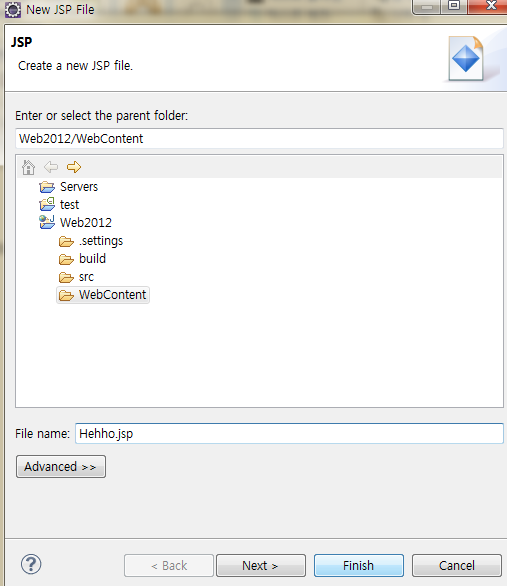 New JSP File
JSP
Create a new JSP file.
Enter or select the parent folder:
Web2012/WebContent
Servers
test
Web2012
.settings
build
src
WebContent
File name: Hehho.jsp
Advanced >>
? < Back Next > Finish Cancel